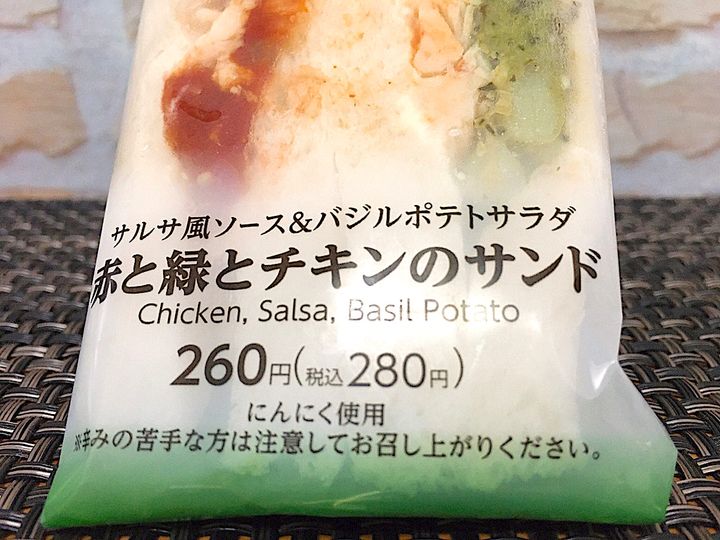 サルサ風ソース&バジルポテトサラダ
赤と緑とチキンのサンド
Chicken, Salsa, Basil Potato
260円(税込280円)
にんにく使用
※辛みの苦手な方は注意してお召し上がりください。